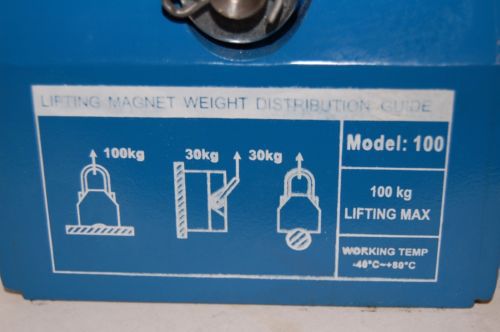 LIFTING MAGNET WEIGHT DISTRIBUTION GUIDE
100kg
30kg
30kg
Model: 100
100 kg
LIFTING MAX
WORKING TEMP
-40°C~+80°C